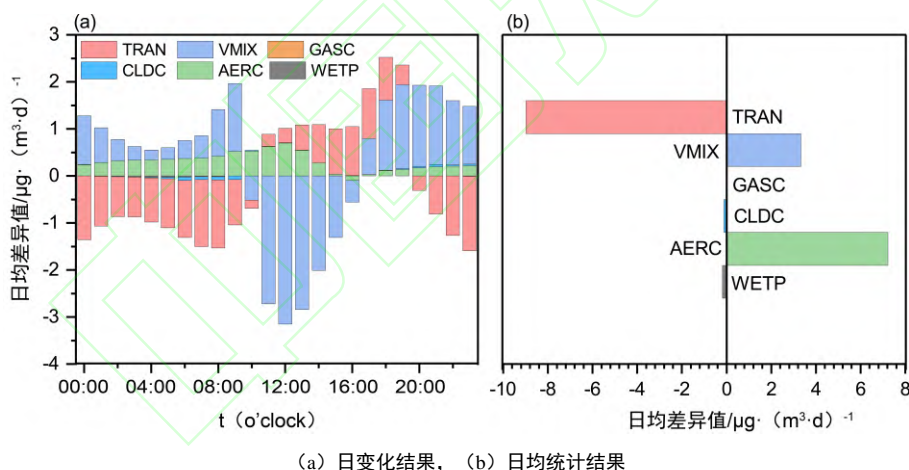 (a)
TRAN VMIX GASC
CLDC AERC WETP
日均差异值/μg·（m³·d）⁻¹
3
2
1
0
-1
-2
-3
-4
00:00 04:00 08:00 12:00 16:00 20:00
t（o'clock）
(b)
TRAN
VMIX
GASC
CLDC
AERC
WETP
-10 -8 -6 -4 -2 0 2 4 6 8
日均差异值/μg·（m³·d）⁻¹
（a）日变化结果，（b）日均统计结果